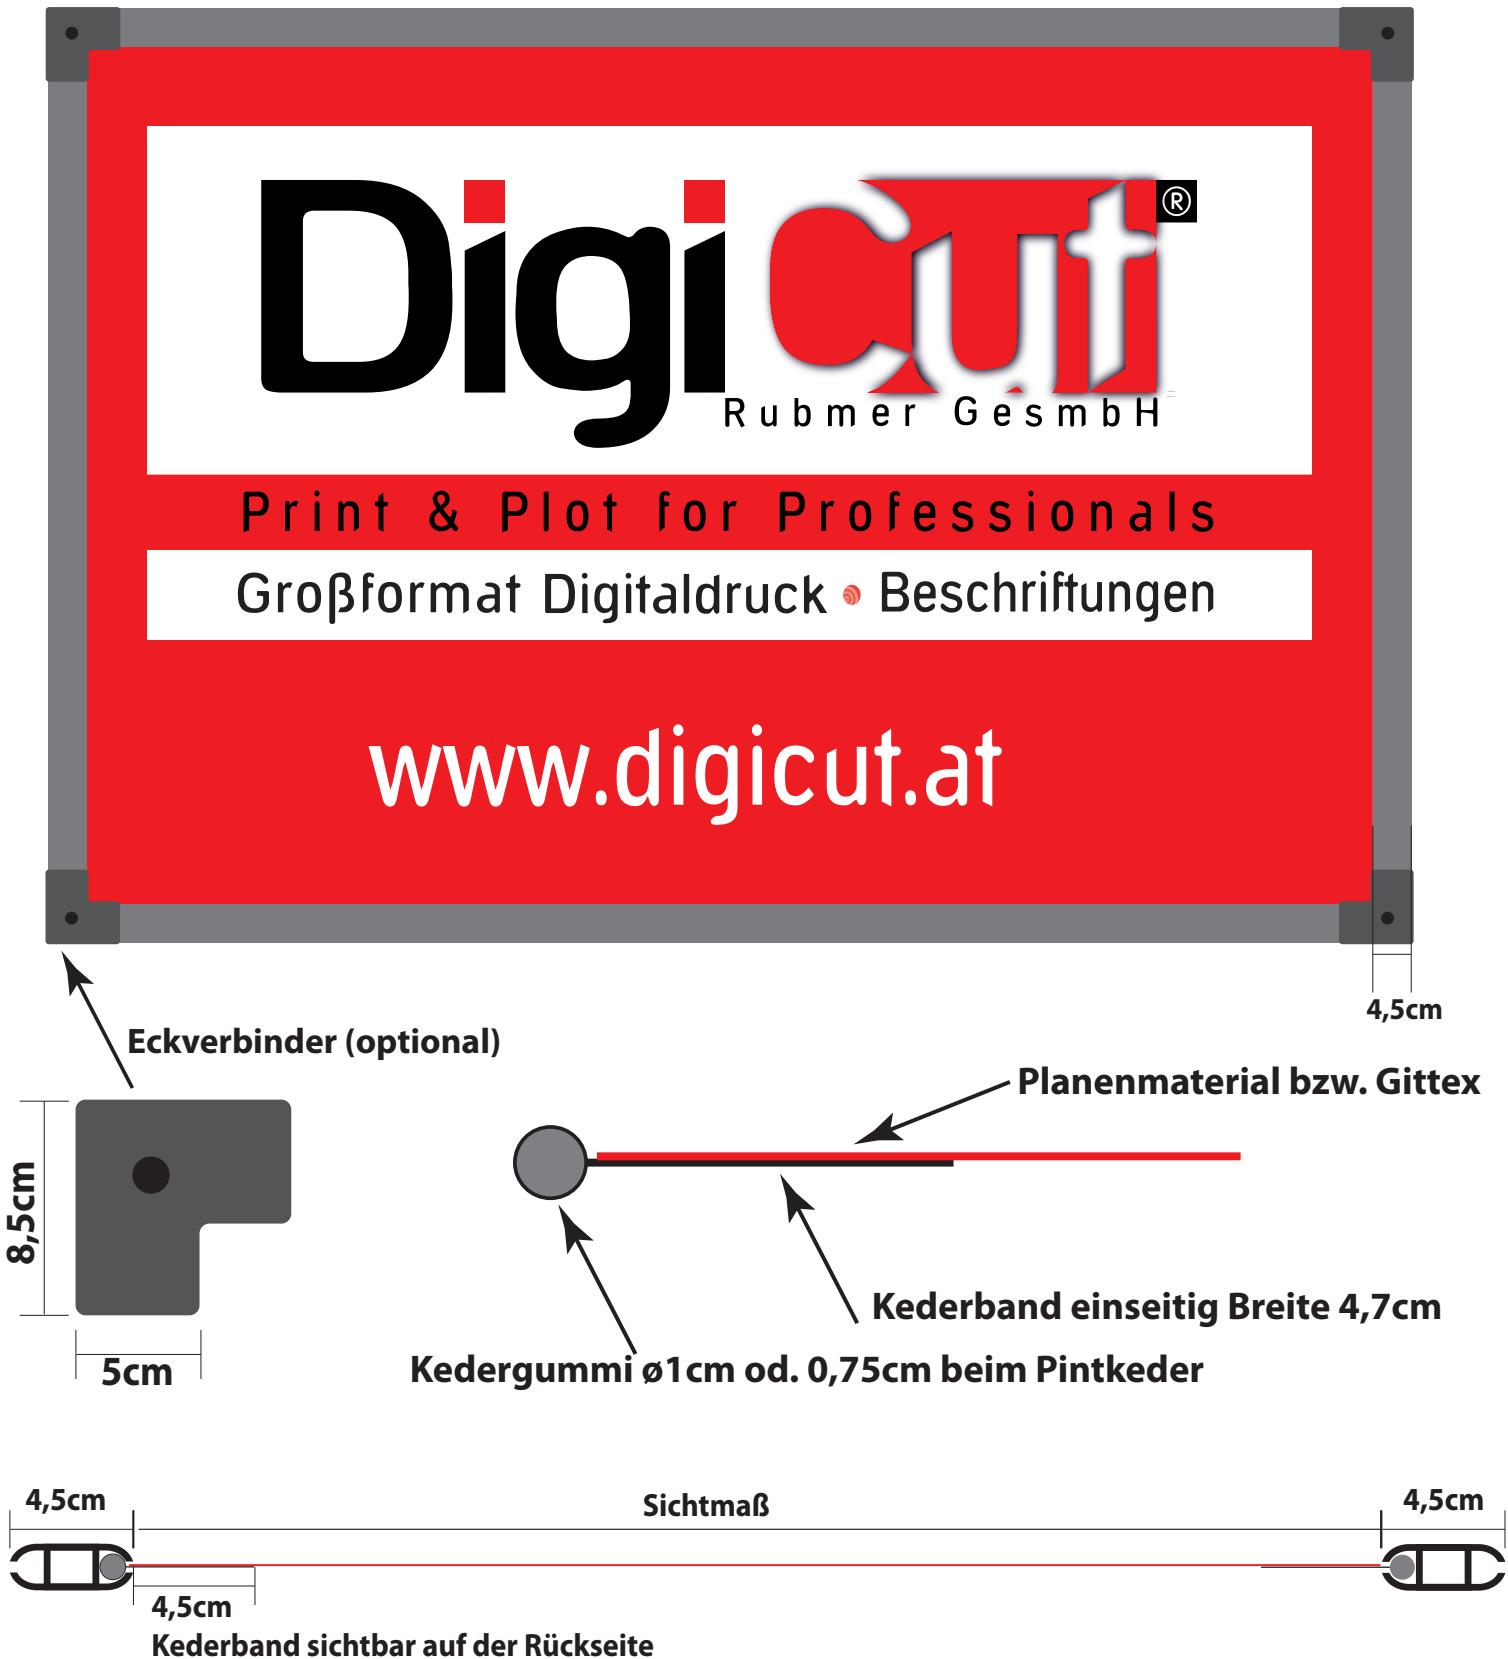 DigiCut ®
Rubmer GesmbH
Print & Plot for Professionals
Großformat Digitaldruck • Beschriftungen
www.digicut.at
4,5cm
Eckverbinder (optional)
Planenmaterial bzw. Gittex
8,5cm
5cm
Kederband einseitig Breite 4,7cm
Kedergummi ø1cm od. 0,75cm beim Pintkeder
4,5cm
Sichtmaß
4,5cm
4,5cm
Kederband sichtbar auf der Rückseite